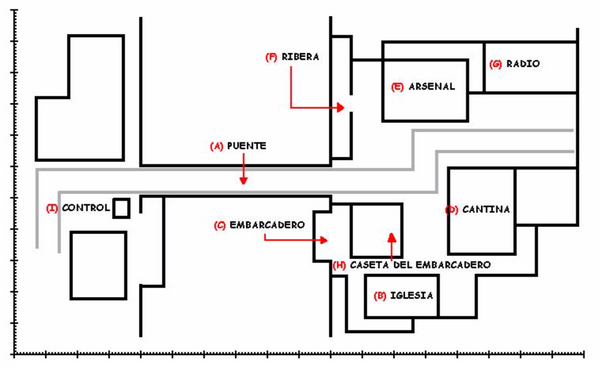 (F) RIBERA
(G) RADIO
(E) ARSENAL
(A) PUENTE
(I) CONTROL
(D) CANTINA
(C) EMBARCADERO
(H) CASETA DEL EMBARCADERO
(B) IGLESIA